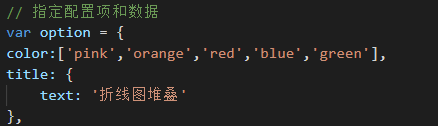 // 指定配置项和数据
var option = {
color:['pink','orange','red','blue','green'],
title: {
text: '折线图堆叠'
},